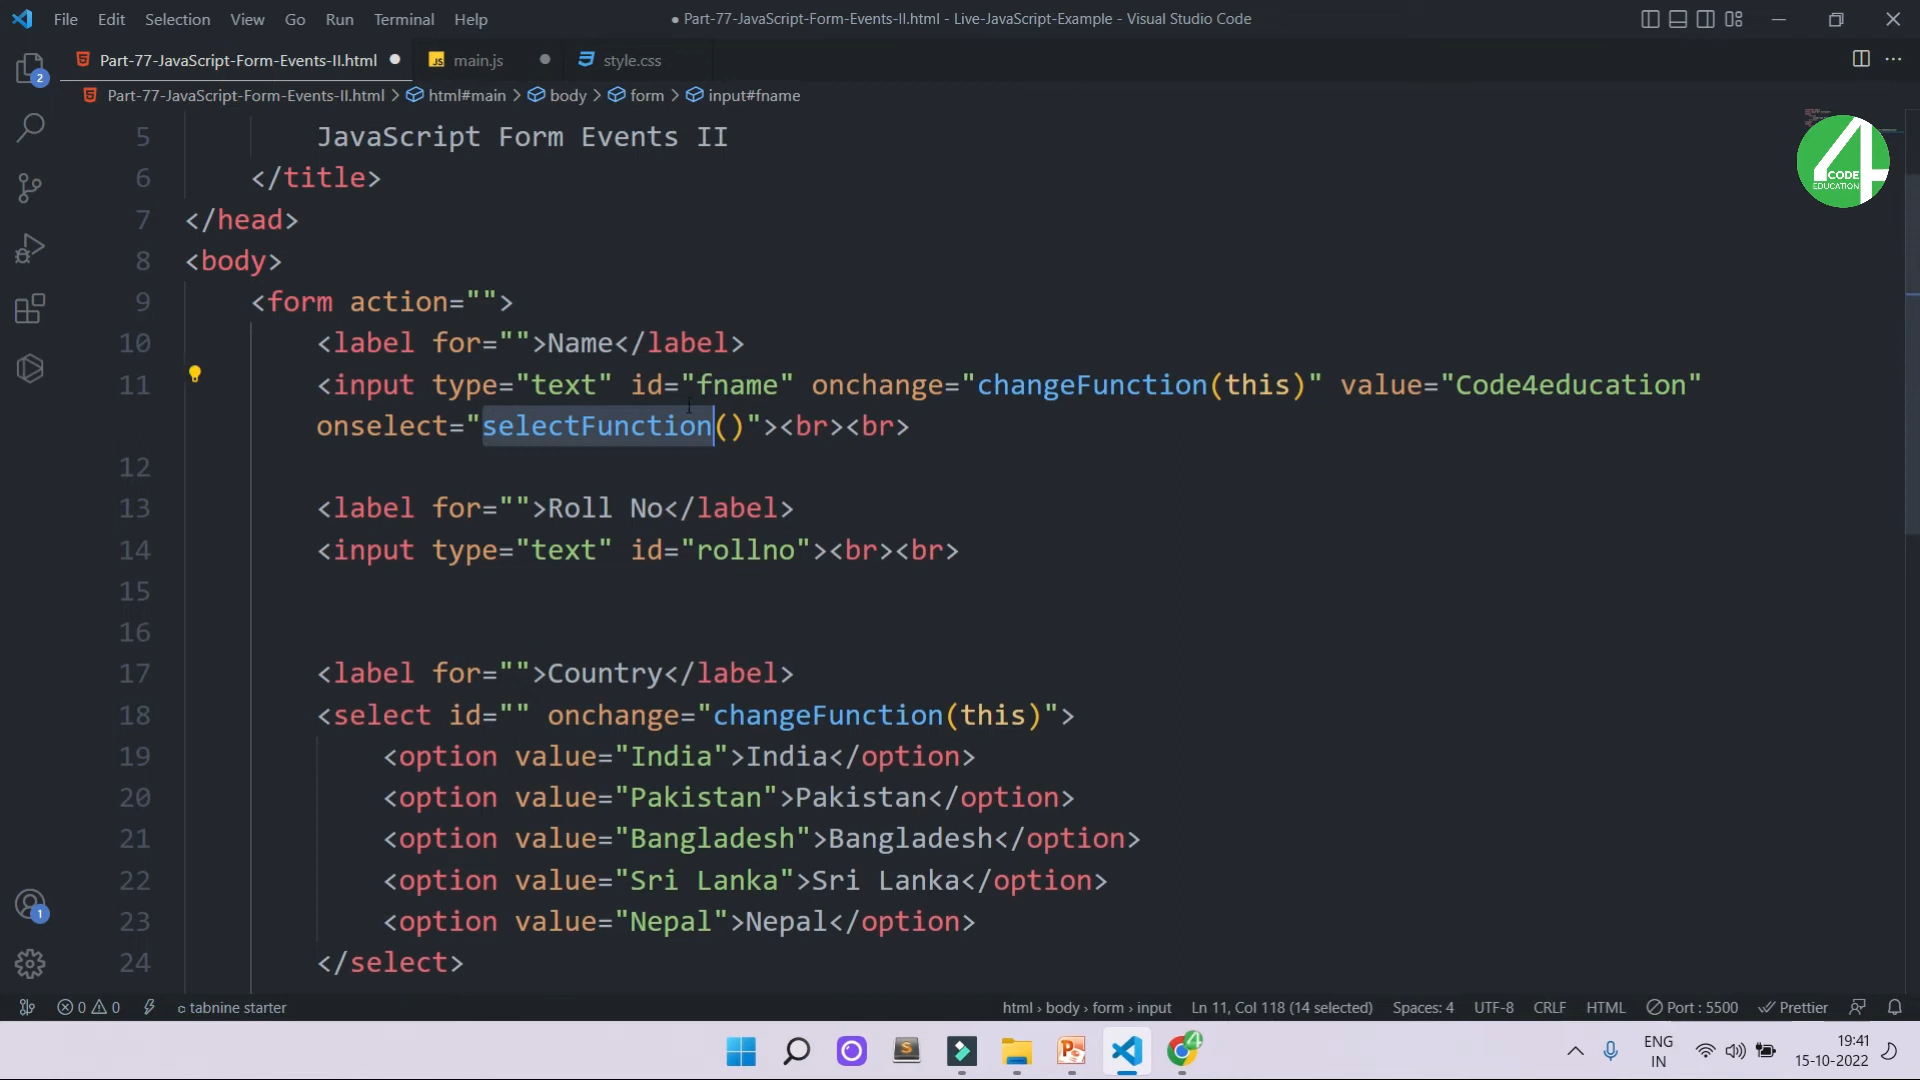 File Edit Selection View Go Run Terminal Help ● Part-77-JavaScript-Form-Events-II.html - Live-JavaScript-Example - Visual Studio Code
Part-77-JavaScript-Form-Events-II.html ● JS main.js ● style.css
Part-77-JavaScript-Form-Events-II.html > html#main > body > form > input#fname
2
4
CODE
EDUCATION
5 JavaScript Form Events II
6 </title>
7 </head>
8 <body>
9 <form action="">
10 <label for="">Name</label>
11 <input type="text" id="fname" onchange="changeFunction(this)" value="Code4education"
onselect="selectFunction()"><br><br>
12
13 <label for="">Roll No</label>
14 <input type="text" id="rollno"><br><br>
15
16
17 <label for="">Country</label>
18 <select id="" onchange="changeFunction(this)">
19 <option value="India">India</option>
20 <option value="Pakistan">Pakistan</option>
21 <option value="Bangladesh">Bangladesh</option>
22 <option value="Sri Lanka">Sri Lanka</option>
23 <option value="Nepal">Nepal</option>
24 </select>
1
0 0 tabnine starter html > body > form > input Ln 11, Col 118 (14 selected) Spaces: 4 UTF-8 CRLF HTML Port : 5500 Prettier
S P 4
ENG 19:41
IN 15-10-2022